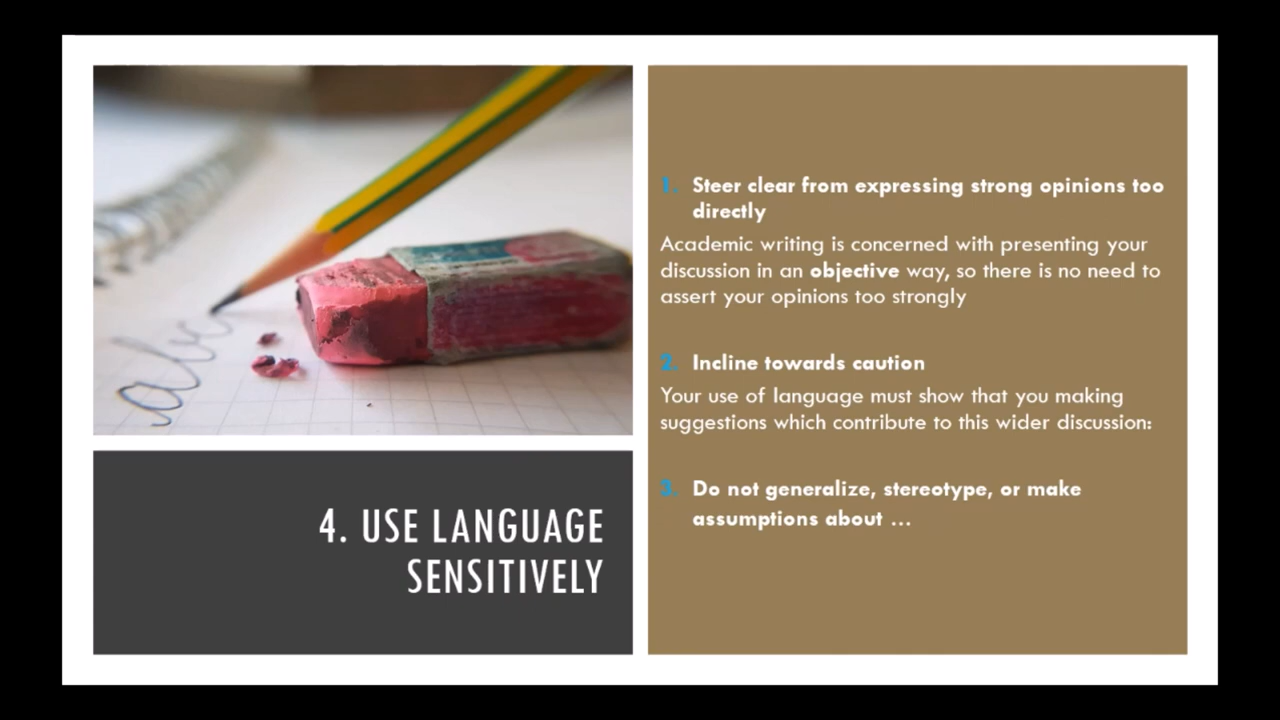 abc
4. USE LANGUAGE
SENSITIVELY
1. Steer clear from expressing strong opinions too
directly
Academic writing is concerned with presenting your
discussion in an objective way, so there is no need to
assert your opinions too strongly
2. Incline towards caution
Your use of language must show that you making
suggestions which contribute to this wider discussion:
3. Do not generalize, stereotype, or make
assumptions about ...